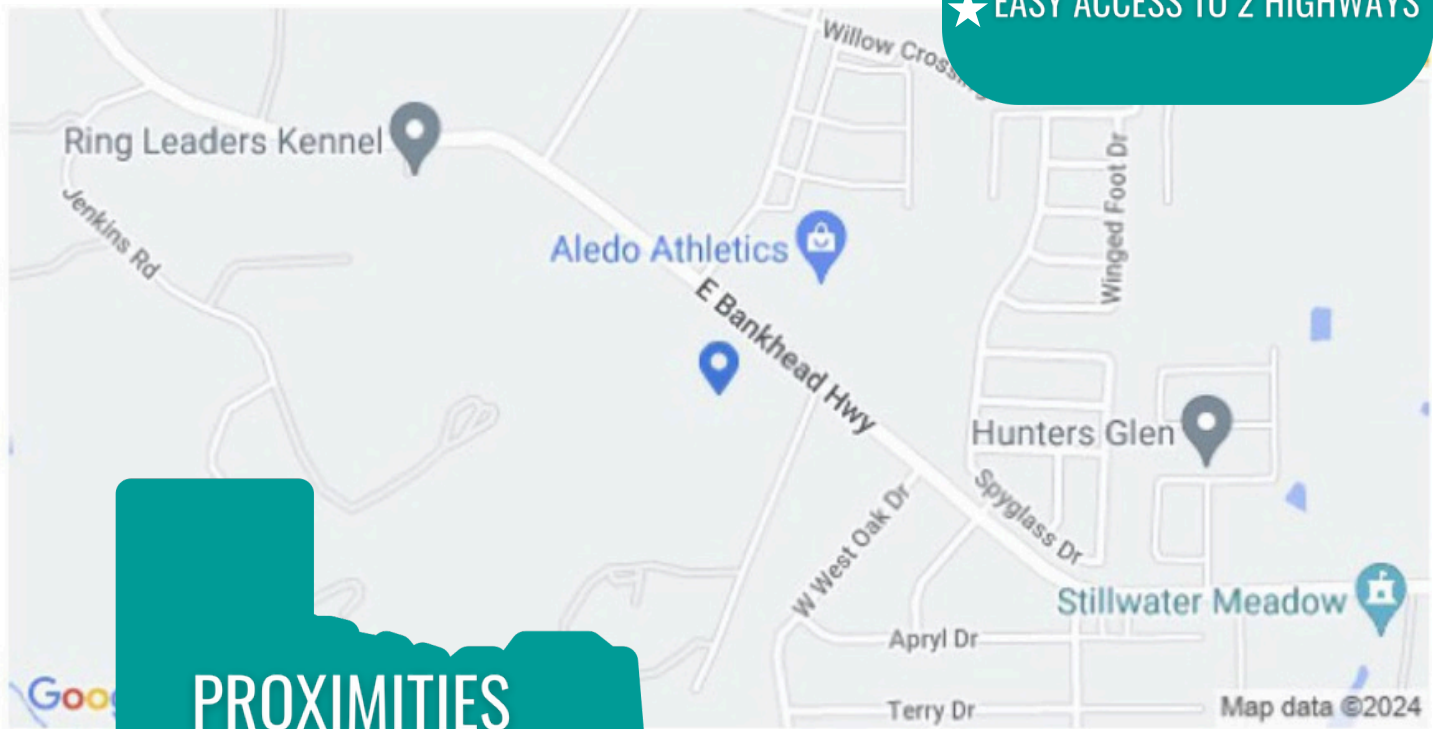 ★ EASY ACCESS TO 2 HIGHWAYS
Willow Crossing
Ring Leaders Kennel
Jenkins Rd
Winged Foot Dr
Aledo Athletics
E Bankhead Hwy
Hunters Glen
Spyglass Dr
W West Oak Dr
Stillwater Meadow
Apryl Dr
Goo
PROXIMITIES
Terry Dr
Map data ©2024